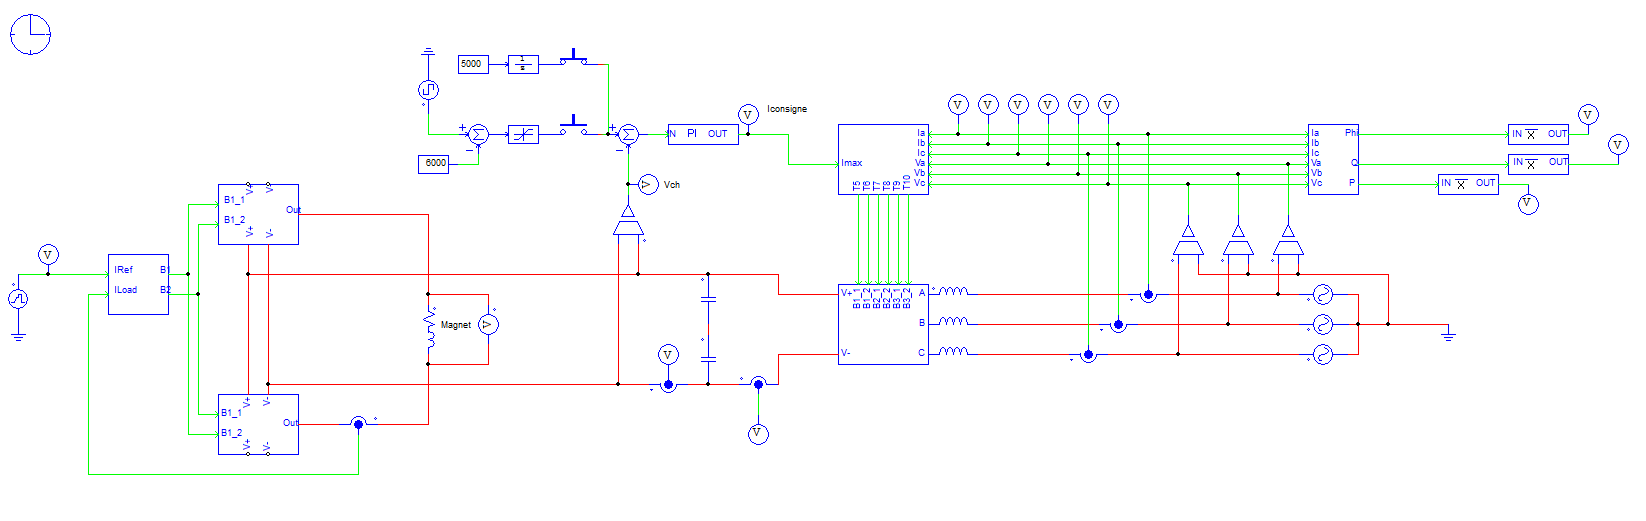 5000
1
s
V
V
V
V
V
V
V
Iconsigne
V
+
Σ
−
+
Σ
−
IN PI OUT
6000
Imax
T5
T6
T7
T8
T9
T10
Ia
Ib
Ic
Va
Vb
Vc
Ia
Ib
Ic
Va
Vb
Vc
Phi
Q
P
IN X OUT
IN X OUT
V
IN X OUT
V
V
Vch
V+
V-
B1_1
B1_2
Out
V+
V-
V
IRef
ILoad
B1
B2
Magnet
V
V+
V-
B1_1
B1_2
B2_1
B2_2
B3_1
B3_2
A
B
C
V
V+
V-
B1_1
B1_2
Out
V+
V-
V